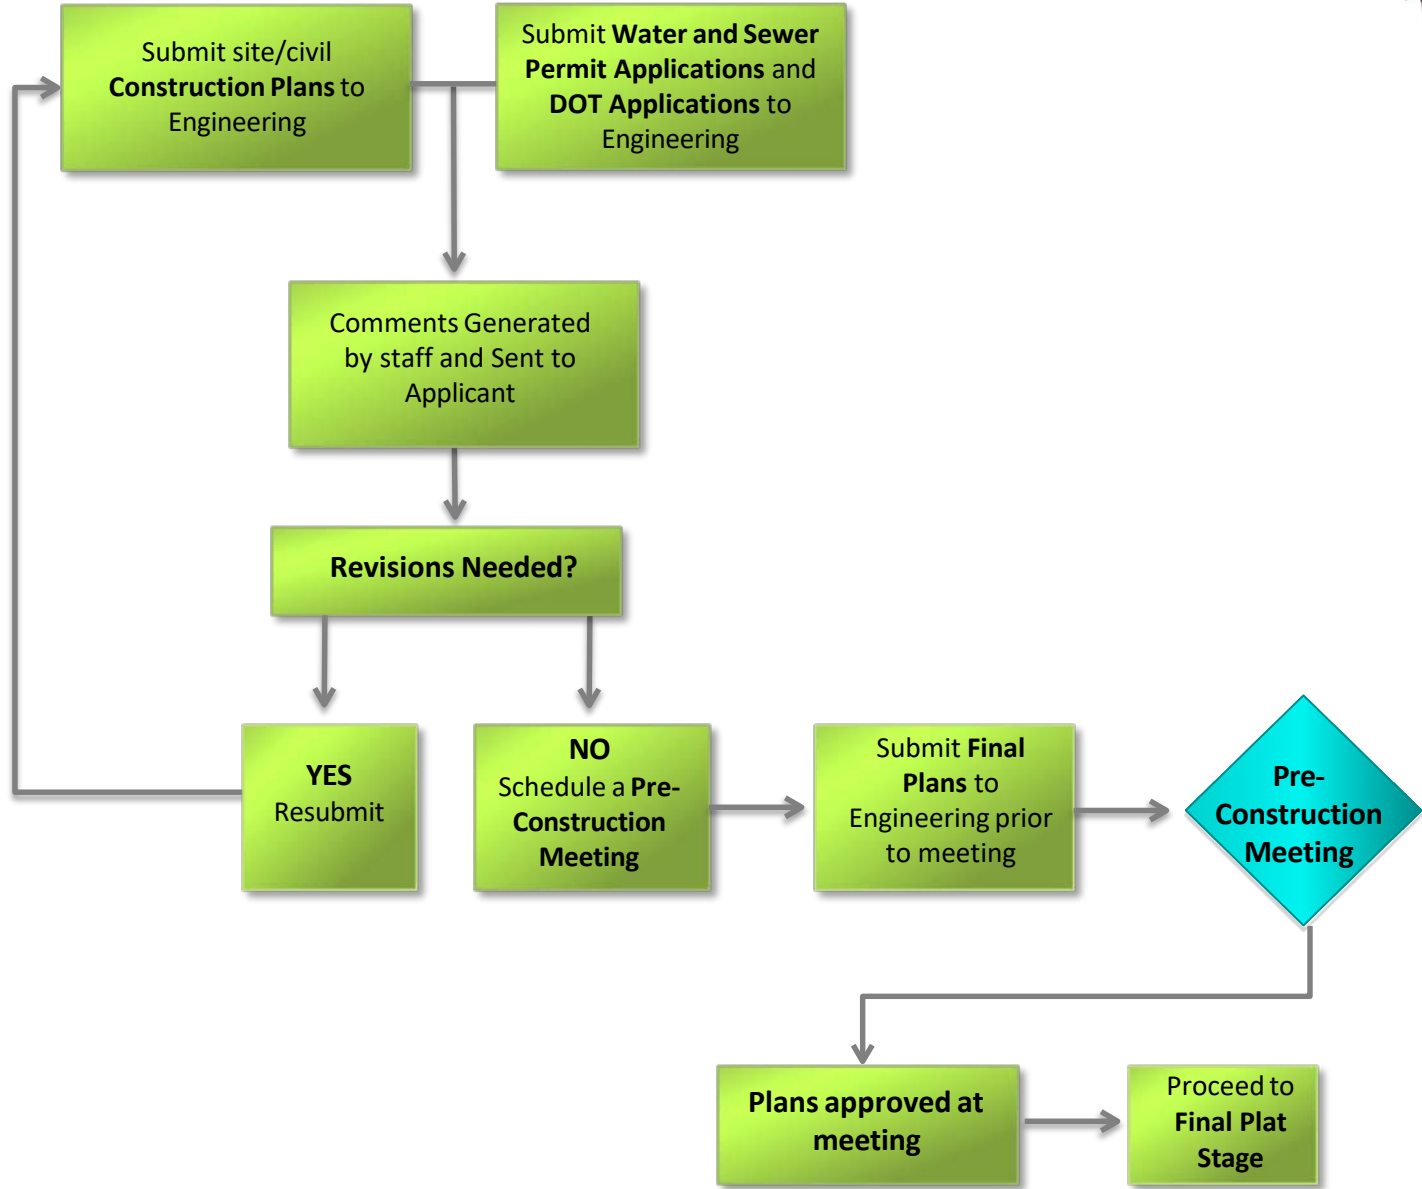 Submit site/civil
Construction Plans to
Engineering
Submit Water and Sewer
Permit Applications and
DOT Applications to
Engineering
Comments Generated
by staff and Sent to
Applicant
Revisions Needed?
YES
Resubmit
NO
Schedule a Pre-
Construction
Meeting
Submit Final
Plans to
Engineering prior
to meeting
Pre-
Construction
Meeting
Plans approved at
meeting
Proceed to
Final Plat
Stage